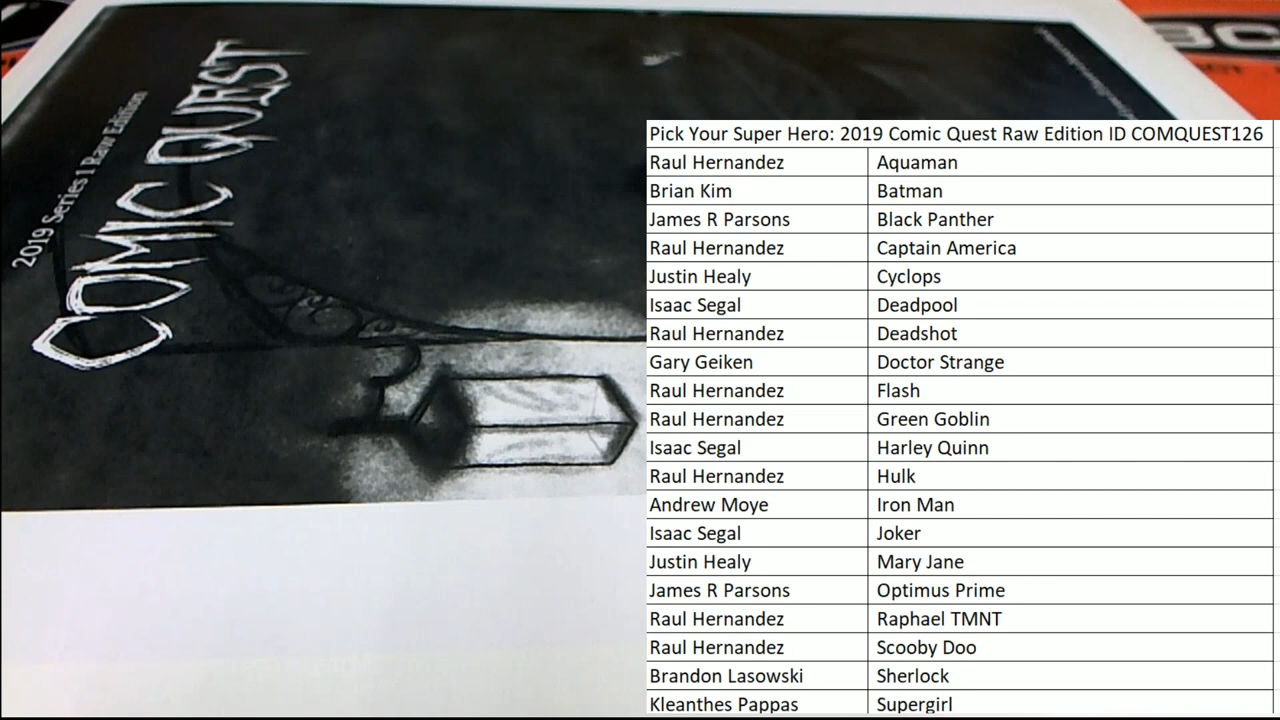 2019 Series 1 Raw Edition
COMIC QUEST
Pick Your Super Hero: 2019 Comic Quest Raw Edition ID COMQUEST126
Raul Hernandez Aquaman
Brian Kim Batman
James R Parsons Black Panther
Raul Hernandez Captain America
Justin Healy Cyclops
Isaac Segal Deadpool
Raul Hernandez Deadshot
Gary Geiken Doctor Strange
Raul Hernandez Flash
Raul Hernandez Green Goblin
Isaac Segal Harley Quinn
Raul Hernandez Hulk
Andrew Moye Iron Man
Isaac Segal Joker
Justin Healy Mary Jane
James R Parsons Optimus Prime
Raul Hernandez Raphael TMNT
Raul Hernandez Scooby Doo
Brandon Lasowski Sherlock
Kleanthes Pappas Supergirl